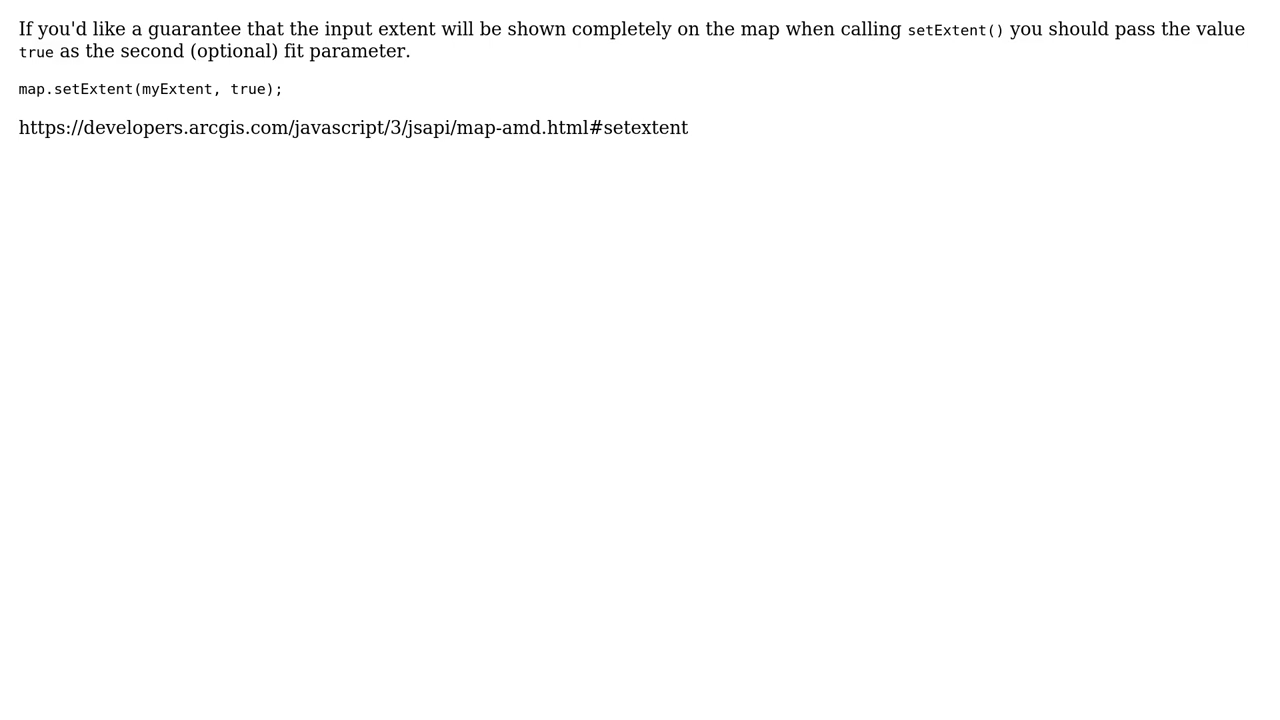 If you'd like a guarantee that the input extent will be shown completely on the map when calling setExtent() you should pass the value
true as the second (optional) fit parameter.
map.setExtent(myExtent, true);
https://developers.arcgis.com/javascript/3/jsapi/map-amd.html#setextent